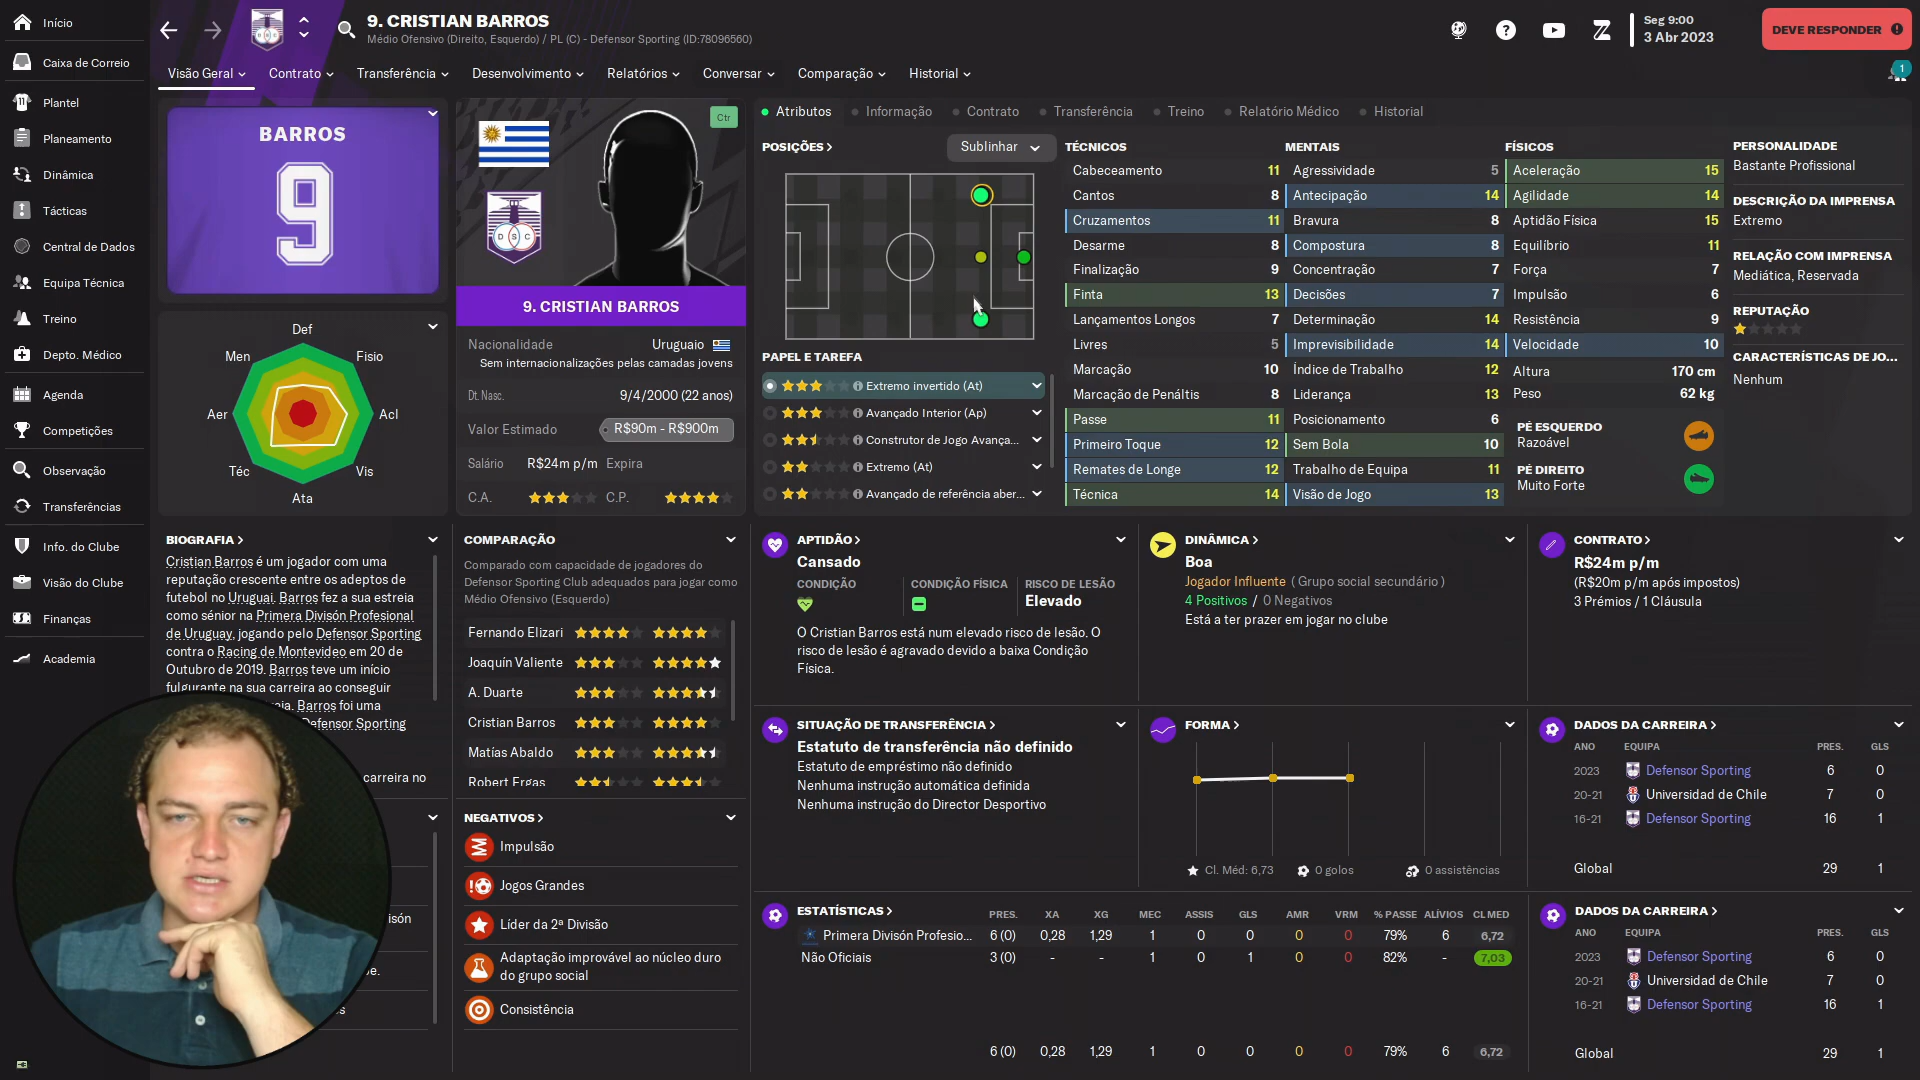 Início
Caixa de Correio
Plantel
Planeamento
Dinâmica
Tácticas
Central de Dados
Equipa Técnica
Treino
Depto. Médico
Agenda
Competições
Observação
Transferências
Info. do Clube
Visão do Clube
Finanças
Academia
9. CRISTIAN BARROS
Médio Ofensivo (Direito, Esquerdo) / PL (C) - Defensor Sporting (ID:78096560)
Seg 9:00
3 Abr 2023
DEVE RESPONDER
1
Visão Geral
Contrato
Transferência
Desenvolvimento
Relatórios
Conversar
Comparação
Historial
BARROS
9
Def
Men
Fisio
Aer
Acl
Téc
Vis
Ata
Ctr
DSC
9. CRISTIAN BARROS
Nacionalidade Uruguaio
Sem internacionalizações pelas camadas jovens
Dt. Nasc. 9/4/2000 (22 anos)
Valor Estimado R$90m - R$900m
Salário R$24m p/m Expira
C.A. C.P.
Atributos
Informação
Contrato
Transferência
Treino
Relatório Médico
Historial
POSIÇÕES
Sublinhar
PAPEL E TAREFA
Extremo invertido (At)
Avançado Interior (Ap)
Construtor de Jogo Avança...
Extremo (At)
Avançado de referência aber...
TÉCNICOS
Cabeceamento 11
Cantos 8
Cruzamentos 11
Desarme 8
Finalização 9
Finta 13
Lançamentos Longos 7
Livres 5
Marcação 10
Marcação de Penáltis 8
Passe 11
Primeiro Toque 12
Remates de Longe 12
Técnica 14
MENTAIS
Agressividade 5
Antecipação 14
Bravura 8
Compostura 8
Concentração 7
Decisões 7
Determinação 14
Imprevisibilidade 14
Índice de Trabalho 12
Liderança 13
Posicionamento 6
Sem Bola 10
Trabalho de Equipa 11
Visão de Jogo 13
FÍSICOS
Aceleração 15
Agilidade 14
Aptidão Física 15
Equilíbrio 11
Força 7
Impulsão 6
Resistência 9
Velocidade 10
Altura 170 cm
Peso 62 kg
PÉ ESQUERDO
Razoável
PÉ DIREITO
Muito Forte
PERSONALIDADE
Bastante Profissional
DESCRIÇÃO DA IMPRENSA
Extremo
RELAÇÃO COM IMPRENSA
Mediática, Reservada
REPUTAÇÃO
CARACTERÍSTICAS DE JO...
Nenhum
BIOGRAFIA
Cristian Barros é um jogador com uma
reputação crescente entre os adeptos de
futebol no Uruguai. Barros fez a sua estreia
como sénior na Primera Divisón Profesional
de Uruguay, jogando pelo Defensor Sporting
contra o Racing de Montevideo em 20 de
Outubro de 2019. Barros teve um início
fulgurante na sua carreira ao conseguir
Barros foi uma
Defensor Sporting
carreira no
COMPARAÇÃO
Comparado com capacidade de jogadores do
Defensor Sporting Club adequados para jogar como
Médio Ofensivo (Esquerdo)
Fernando Elizari
Joaquín Valiente
A. Duarte
Cristian Barros
Matías Abaldo
Robert Ergas
NEGATIVOS
Impulsão
Jogos Grandes
Líder da 2ª Divisão
Adaptação improvável ao núcleo duro
do grupo social
Consistência
APTIDÃO
Cansado
CONDIÇÃO CONDIÇÃO FÍSICA RISCO DE LESÃO
Elevado
O Cristian Barros está num elevado risco de lesão. O
risco de lesão é agravado devido a baixa Condição
Física.
DINÂMICA
Boa
Jogador Influente ( Grupo social secundário )
4 Positivos / 0 Negativos
Está a ter prazer em jogar no clube
CONTRATO
R$24m p/m
(R$20m p/m após impostos)
3 Prémios / 1 Cláusula
SITUAÇÃO DE TRANSFERÊNCIA
Estatuto de transferência não definido
Estatuto de empréstimo não definido
Nenhuma instrução automática definida
Nenhuma instrução do Director Desportivo
FORMA
Cl. Méd: 6,73 0 golos 0 assistências
DADOS DA CARREIRA
ANO EQUIPA PRES. GLS
2023 Defensor Sporting 6 0
20-21 Universidad de Chile 7 0
16-21 Defensor Sporting 16 1
Global 29 1
ESTATÍSTICAS PRES. XA XG MEC ASSIS GLS AMR VRM % PASSE ALÍVIOS CL MED
Primera Divisón Profesio... 6 (0) 0,28 1,29 1 0 0 0 0 79% 6 6,72
Não Oficiais 3 (0) - - 1 0 1 0 0 82% - 7,03
6 (0) 0,28 1,29 1 0 0 0 0 79% 6 6,72
DADOS DA CARREIRA
ANO EQUIPA PRES. GLS
2023 Defensor Sporting 6 0
20-21 Universidad de Chile 7 0
16-21 Defensor Sporting 16 1
Global 29 1